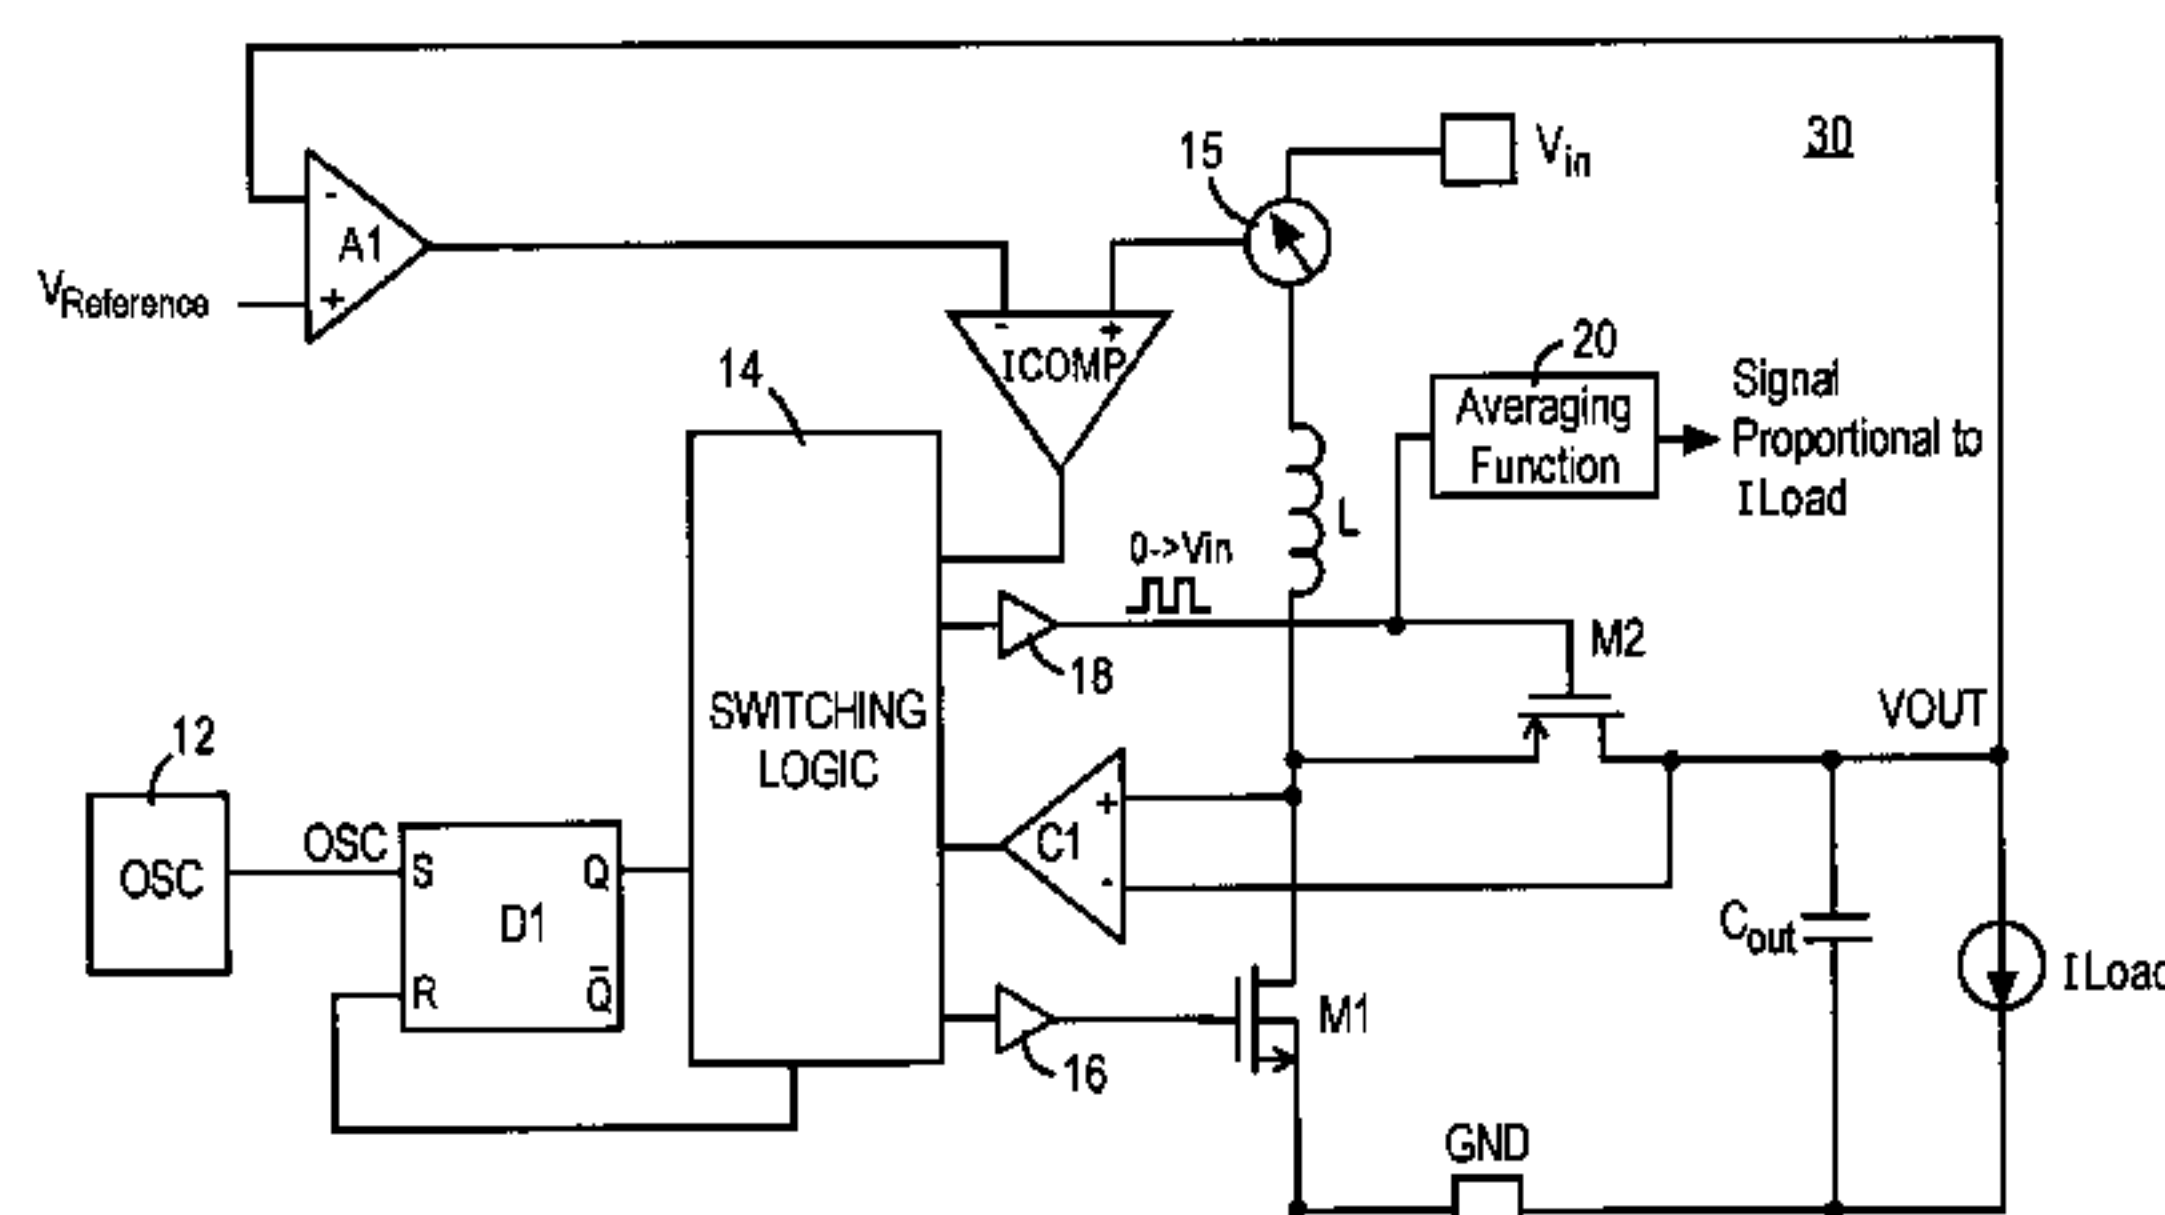 30
15
Vin
-
A1
+
VReference
-
+
ICOMP
14
20
Averaging
Function
Signal
Proportional to
ILoad
L
0->Vin
18
M2
VOUT
SWITCHING
LOGIC
12
OSC
OSC
S
Q
D1
R
Q̅
+
C1
-
Cout
ILoad
M1
16
GND